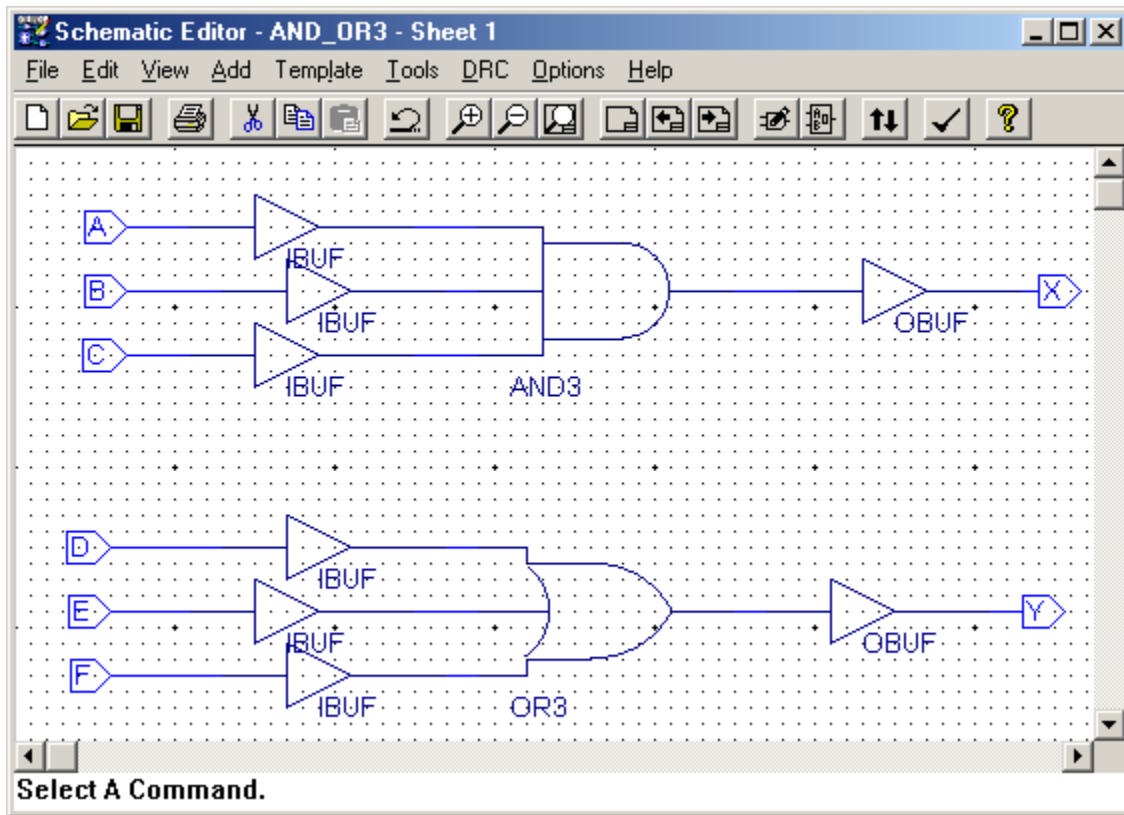 Schematic Editor - AND_OR3 - Sheet 1
File Edit View Add Template Tools DRC Options Help
A
IBUF
B
IBUF
OBUF
X
C
IBUF
AND3
D
IBUF
E
IBUF
OBUF
Y
F
IBUF
OR3
Select A Command.